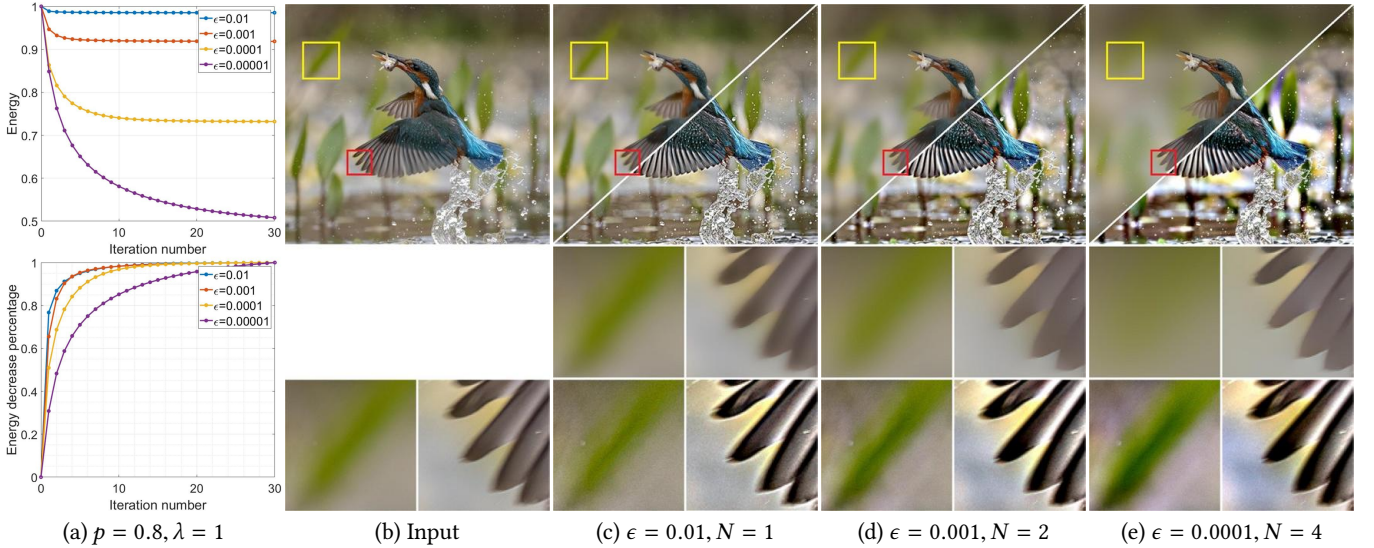 1
0.9
0.8
0.7
0.6
0.5
Energy
ϵ=0.01
ϵ=0.001
ϵ=0.0001
ϵ=0.00001
0 10 20 30
Iteration number
1
0.8
0.6
0.4
0.2
0
Energy decrease percentage
ϵ=0.01
ϵ=0.001
ϵ=0.0001
ϵ=0.00001
0 10 20 30
Iteration number
(a) p = 0.8, λ = 1
(b) Input
(c) ϵ = 0.01, N = 1
(d) ϵ = 0.001, N = 2
(e) ϵ = 0.0001, N = 4